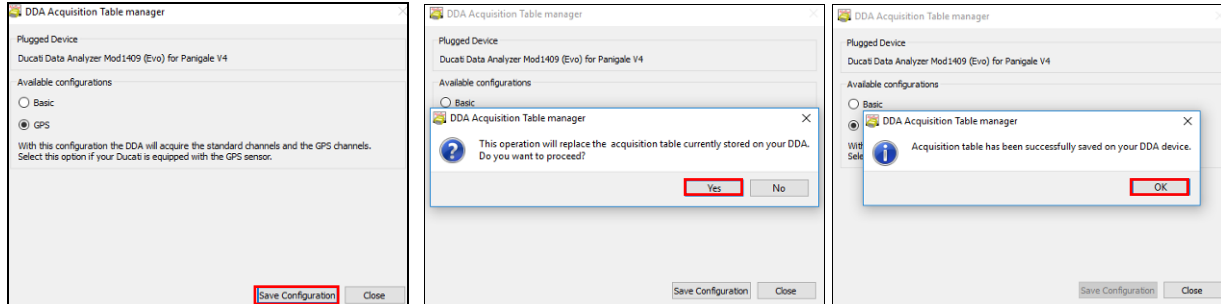 DDA Acquisition Table manager
Plugged Device
Ducati Data Analyzer Mod1409 (Evo) for Panigale V4
Available configurations
Basic
GPS
With this configuration the DDA will acquire the standard channels and the GPS channels.
Select this option if your Ducati is equipped with the GPS sensor.
Save Configuration
Close
DDA Acquisition Table manager
Plugged Device
Ducati Data Analyzer Mod1409 (Evo) for Panigale V4
Available configurations
Basic
DDA Acquisition Table manager
This operation will replace the acquisition table currently stored on your DDA.
Do you want to proceed?
Yes
No
Save Configuration
Close
DDA Acquisition Table manager
Plugged Device
Ducati Data Analyzer Mod1409 (Evo) for Panigale V4
Available configurations
Basic
DDA Acquisition Table manager
With
Sele
Acquisition table has been successfully saved on your DDA device.
OK
Save Configuration
Close